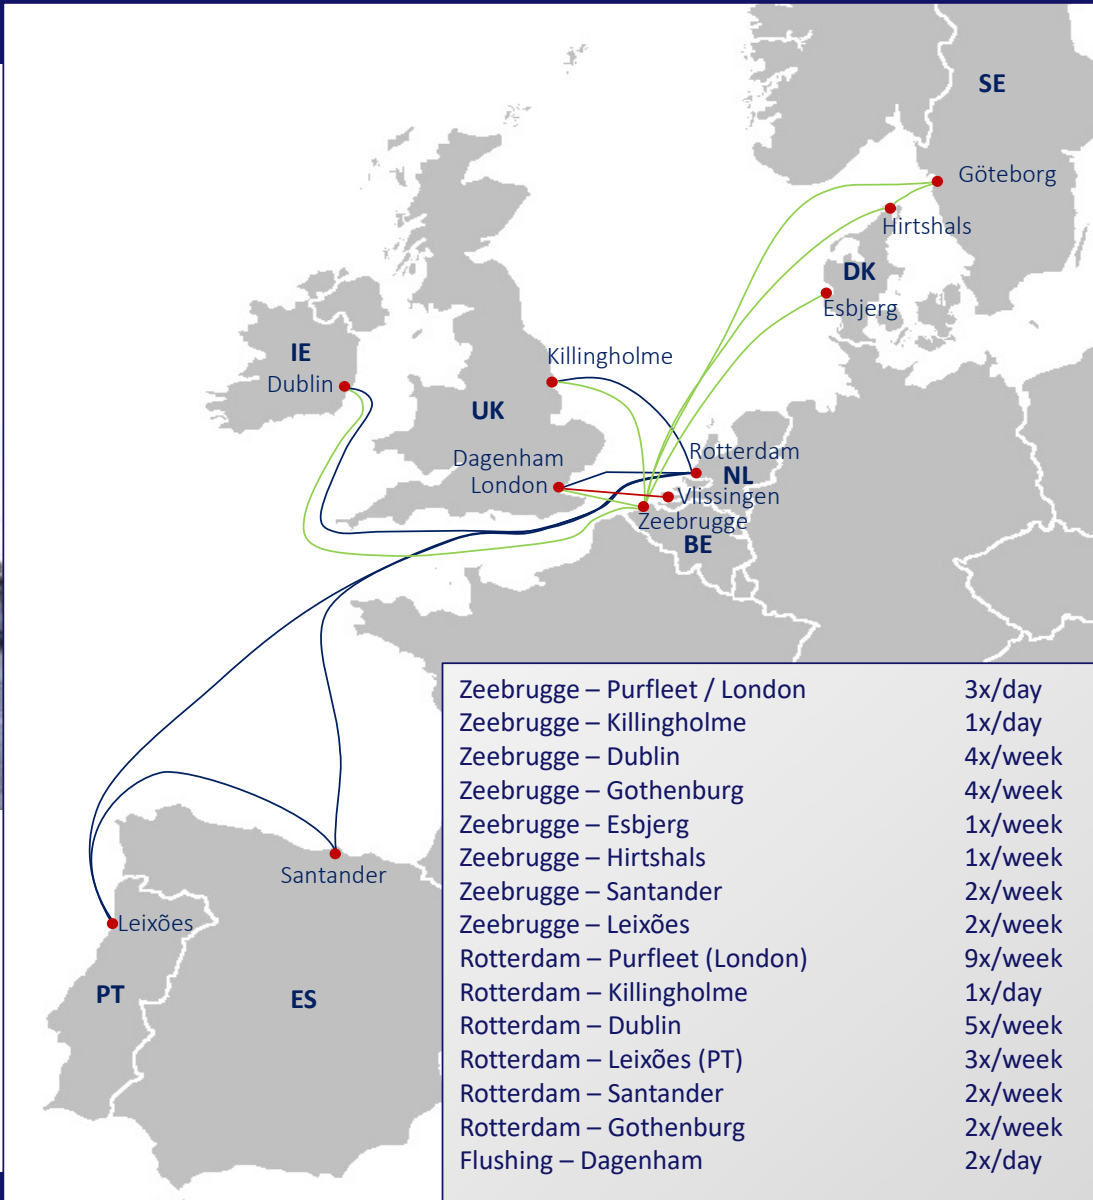 SE
Göteborg
Hirtshals
DK
Esbjerg
IE
Dublin
Killingholme
UK
Dagenham
London
Rotterdam
NL
Vlissingen
Zeebrugge
BE
Santander
Leixões
PT
ES
Zeebrugge – Purfleet / London 3x/day
Zeebrugge – Killingholme 1x/day
Zeebrugge – Dublin 4x/week
Zeebrugge – Gothenburg 4x/week
Zeebrugge – Esbjerg 1x/week
Zeebrugge – Hirtshals 1x/week
Zeebrugge – Santander 2x/week
Zeebrugge – Leixões 2x/week
Rotterdam – Purfleet (London) 9x/week
Rotterdam – Killingholme 1x/day
Rotterdam – Dublin 5x/week
Rotterdam – Leixões (PT) 3x/week
Rotterdam – Santander 2x/week
Rotterdam – Gothenburg 2x/week
Flushing – Dagenham 2x/day